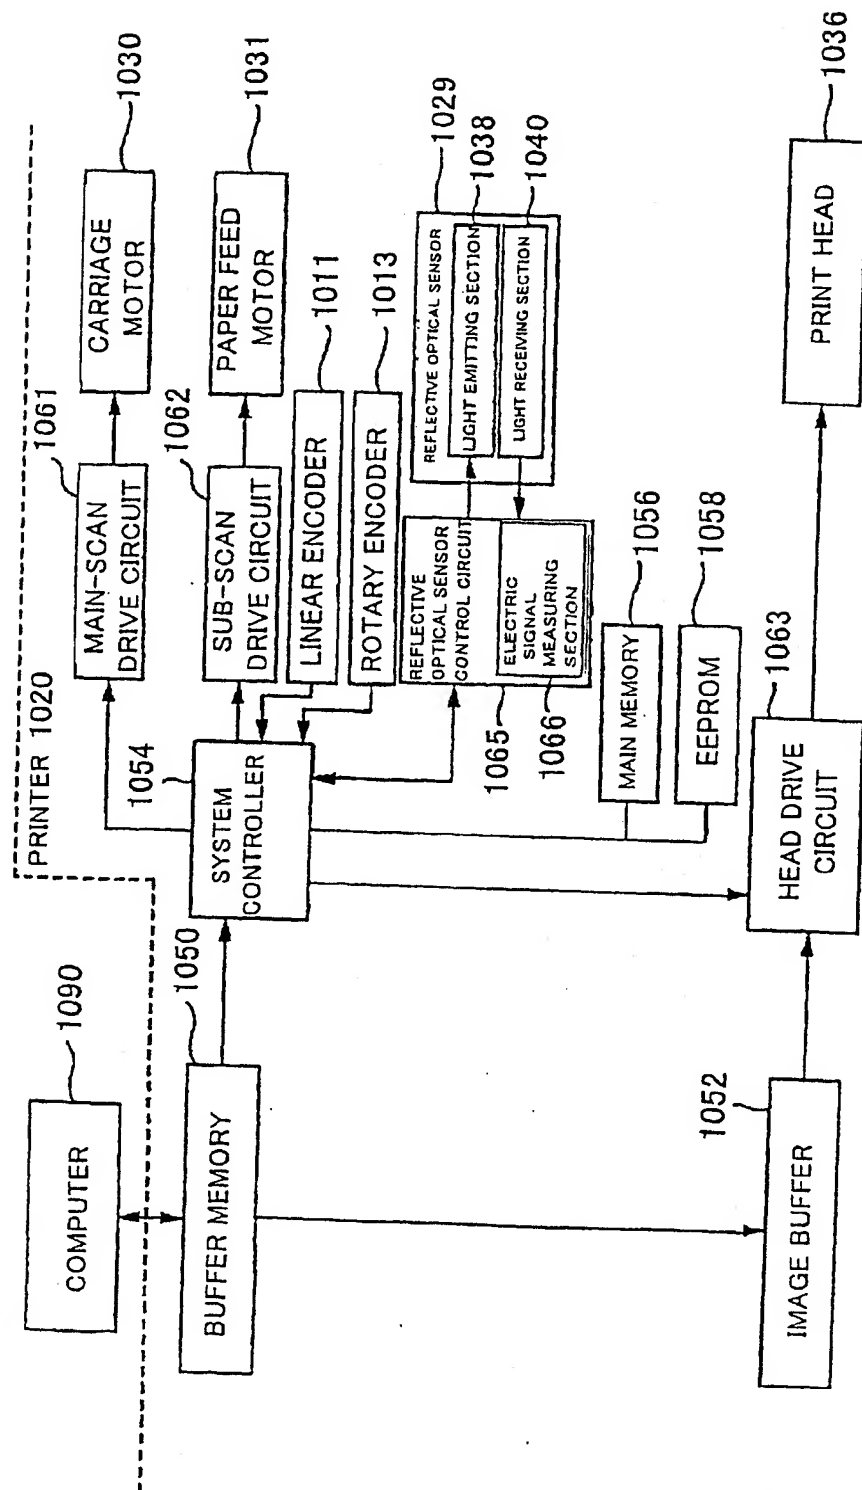 COMPUTER
1090
PRINTER 1020
BUFFER MEMORY
1050
SYSTEM
CONTROLLER
1054
MAIN-SCAN
DRIVE CIRCUIT
1061
CARRIAGE
MOTOR
1030
SUB-SCAN
DRIVE CIRCUIT
1062
PAPER FEED
MOTOR
1031
LINEAR ENCODER
1011
ROTARY ENCODER
1013
REFLECTIVE
OPTICAL SENSOR
CONTROL CIRCUIT
ELECTRIC
SIGNAL
MEASURING
SECTION
1065
1066
REFLECTIVE OPTICAL SENSOR
LIGHT EMITTING SECTION
LIGHT RECEIVING SECTION
1029
1038
1040
MAIN MEMORY
1056
EEPROM
1058
IMAGE BUFFER
1052
HEAD DRIVE
CIRCUIT
1063
PRINT HEAD
1036